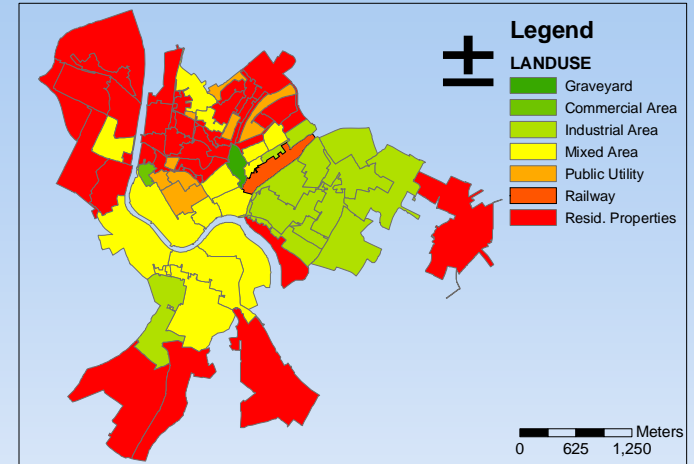 Legend
LANDUSE
Graveyard
Commercial Area
Industrial Area
Mixed Area
Public Utility
Railway
Resid. Properties
Meters
0 625 1,250